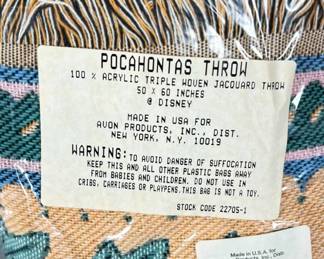 POCAHONTAS THROW
100 % ACRYLIC TRIPLE WOVEN JACQUARD THROW
50 X 60 INCHES
@ DISNEY
MADE IN USA FOR
AVON PRODUCTS, INC., DIST.
NEW YORK, N.Y. 10019
WARNING: TO AVOID DANGER OF SUFFOCATION
KEEP THIS AND ALL OTHER PLASTIC BAGS AWAY
FROM BABIES AND CHILDREN. DO NOT USE IN
CRIBS, CARRIAGES OR PLAYPENS. THIS BAG IS NOT A TOY.
STOCK CODE 22705-1
Made in U.S.A. for
Products, Inc., Distr.